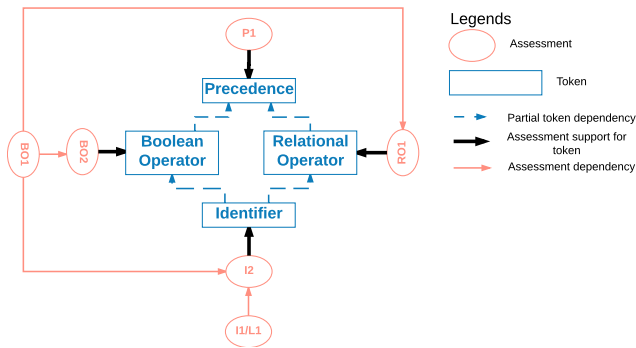 Legends
P1
Assessment
Precedence
Token
Partial token dependency
Boolean
Operator
Relational
Operator
Assessment support for
token
BO1
BO2
RO1
Assessment dependency
Identifier
I2
I1/L1